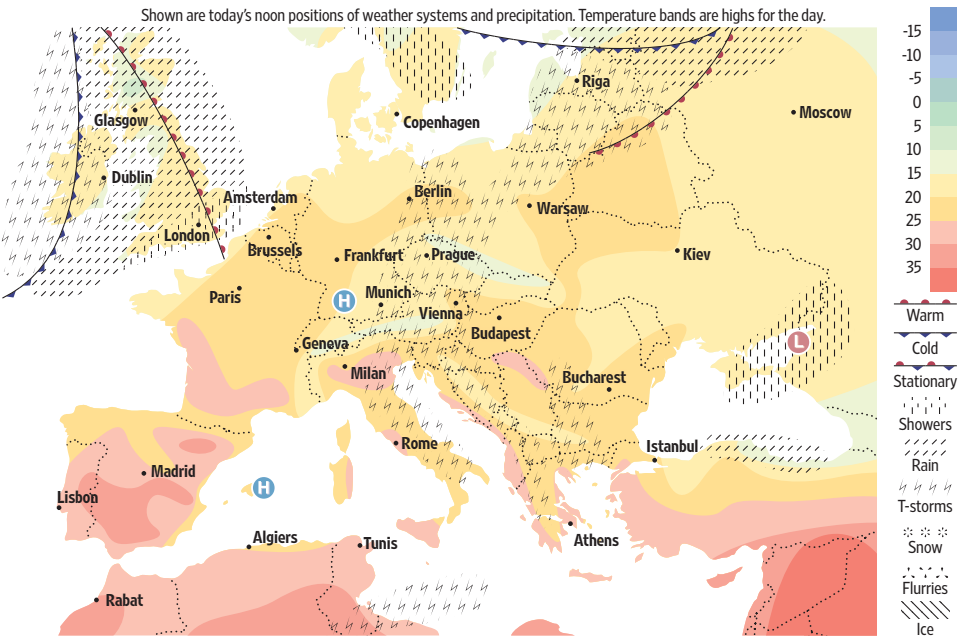 Shown are today's noon positions of weather systems and precipitation. Temperature bands are highs for the day.
-15
-10
-5
0
5
10
15
20
25
30
35
Warm
Cold
Stationary
Showers
Rain
T-storms
Snow
Flurries
Ice
Riga
Moscow
Glasgow
Copenhagen
Dublin
Amsterdam
Berlin
Warsaw
London
Brussels
Frankfurt
Prague
Kiev
Paris
H
Munich
Vienna
Budapest
L
Geneva
Milan
Bucharest
Rome
Istanbul
Madrid
H
Lisbon
Algiers
Tunis
Athens
Rabat